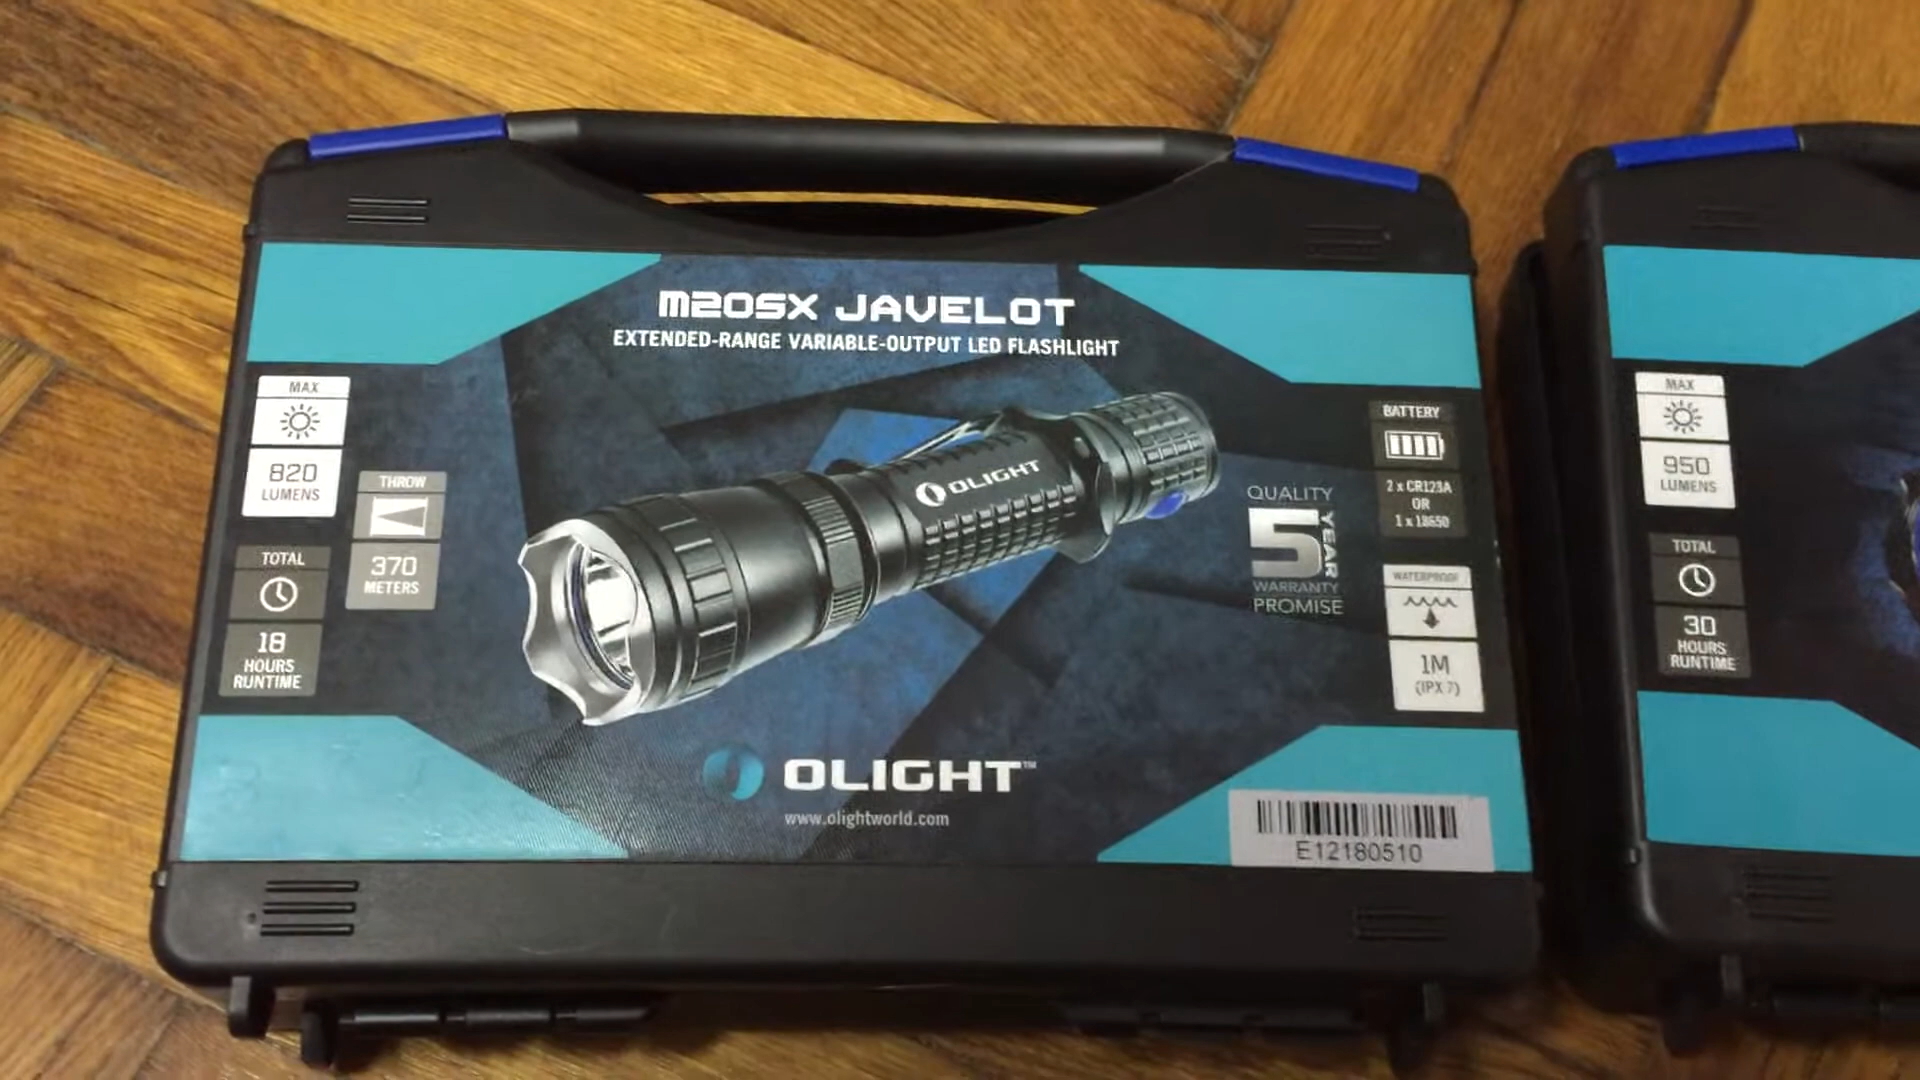 M20SX JAVELOT
EXTENDED-RANGE VARIABLE-OUTPUT LED FLASHLIGHT
MAX
820
LUMENS
THROW
370
METERS
TOTAL
18
HOURS
RUNTIME
OLIGHT
QUALITY
5 YEAR
WARRANTY
PROMISE
BATTERY
2 x CR123A
OR
1 x 18650
WATERPROOF
1M
(IPX 7)
OLIGHT™
www.olightworld.com
E12180510
MAX
950
LUMENS
TOTAL
30
HOURS
RUNTIME